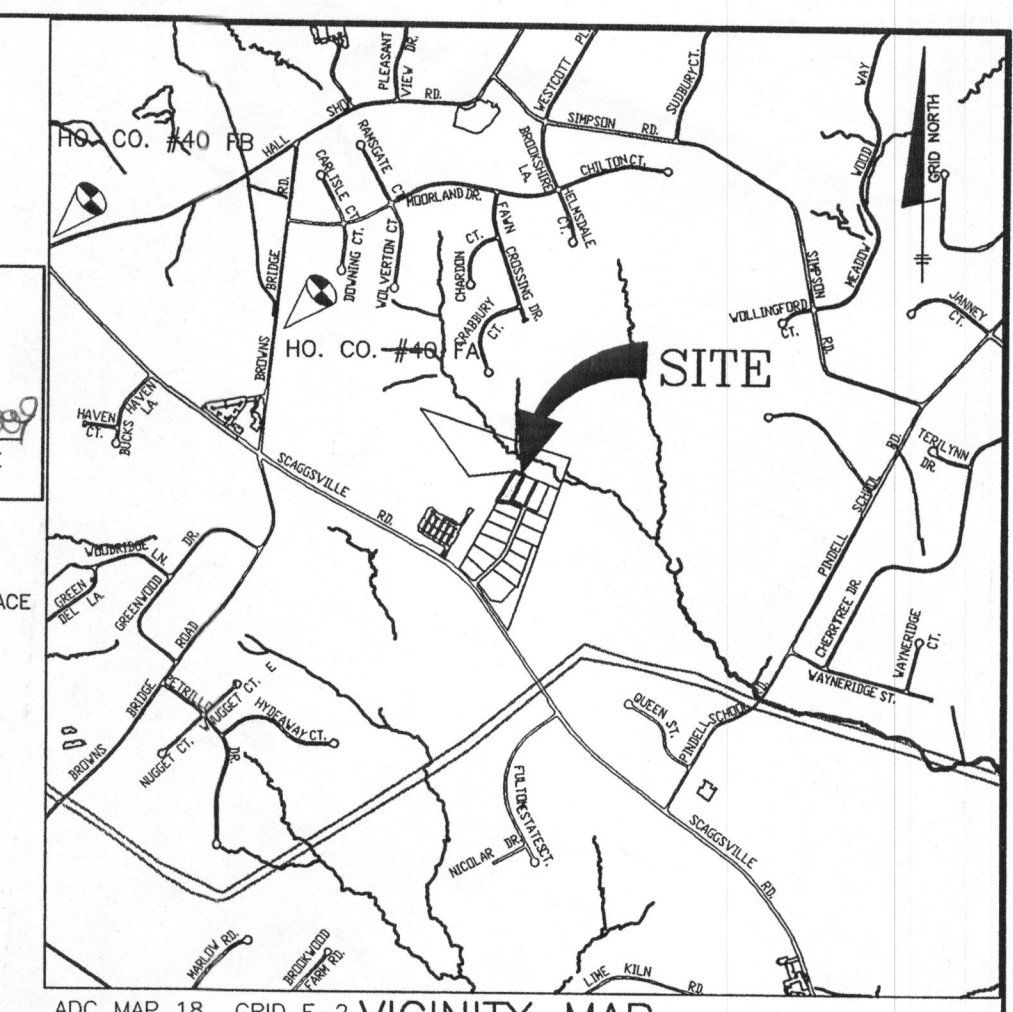 PLEASANT
VIEW DR.
WESTCOTT PL
SUDBURY CT.
WOOD WAY
MEADOW
GRID NORTH
HALL SHOP RD.
SIMPSON RD.
HO. CO. #40 FB
RAMSGATE CT.
CARLISLE CT.
BROOKSHIRE
LA.
CHILTON CT.
MOORLAND DR.
HELMSDALE
CT.
FAWN CROSSING DR.
DOWNING CT.
WOLVERTON CT.
CHARDON
CT.
BROWNS BRIDGE RD.
SIMPSON RD.
WOLLINGFORD
CT.
JANNEY
CT.
HO. CO. #40 FA
SITE
HAVEN
CT.
BUCKS HAVEN
LA.
TERILYNN
DR.
SCAGGSVILLE RD.
PINDELL SCHOOL RD.
WOODRIDGE LN.
GREEN
DEL LA.
GREENWOOD DR.
ACE
CHERRTREE DR.
WAYNERIDGE
CT.
WAYNERIDGE ST.
BROWNS BRIDGE ROAD
NUGGET CT. E
HYDEAWAY CT.
NUGGET CT.
DR.
QUEEN ST.
PINDELL SCHOOL RD.
FULTON ESTATES CT.
NICOLAR DR.
SCAGGSVILLE RD.
MARLOW RD.
BROOKWOOD
FARM RD.
LIME KILN RD.
ADC MAP 18, GRID F-2 VICINITY MAP